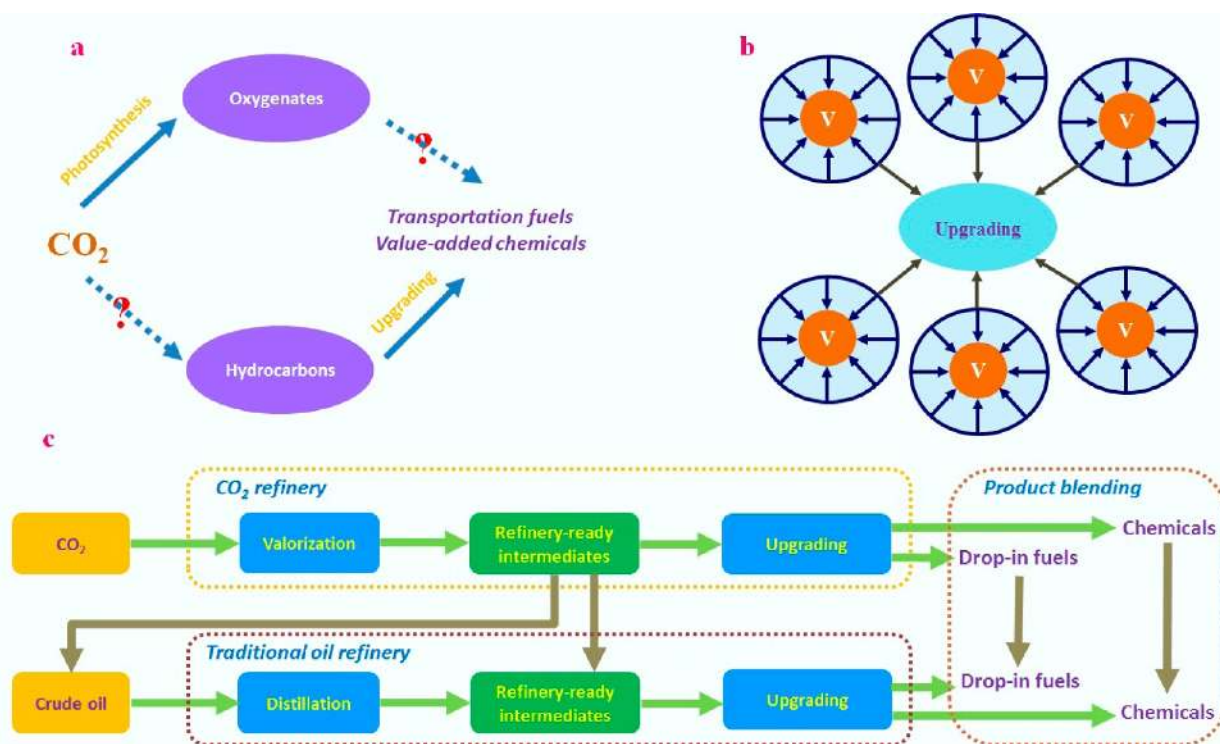 a
Oxygenates
Photosynthesis
?
CO₂
Transportation fuels
Value-added chemicals
?
Upgrading
Hydrocarbons
b
V
V
V
Upgrading
V
V
V
c
CO₂ refinery
Product blending
CO₂
Valorization
Refinery-ready
intermediates
Upgrading
Chemicals
Drop-in fuels
Traditional oil refinery
Crude oil
Distillation
Refinery-ready
intermediates
Upgrading
Drop-in fuels
Chemicals